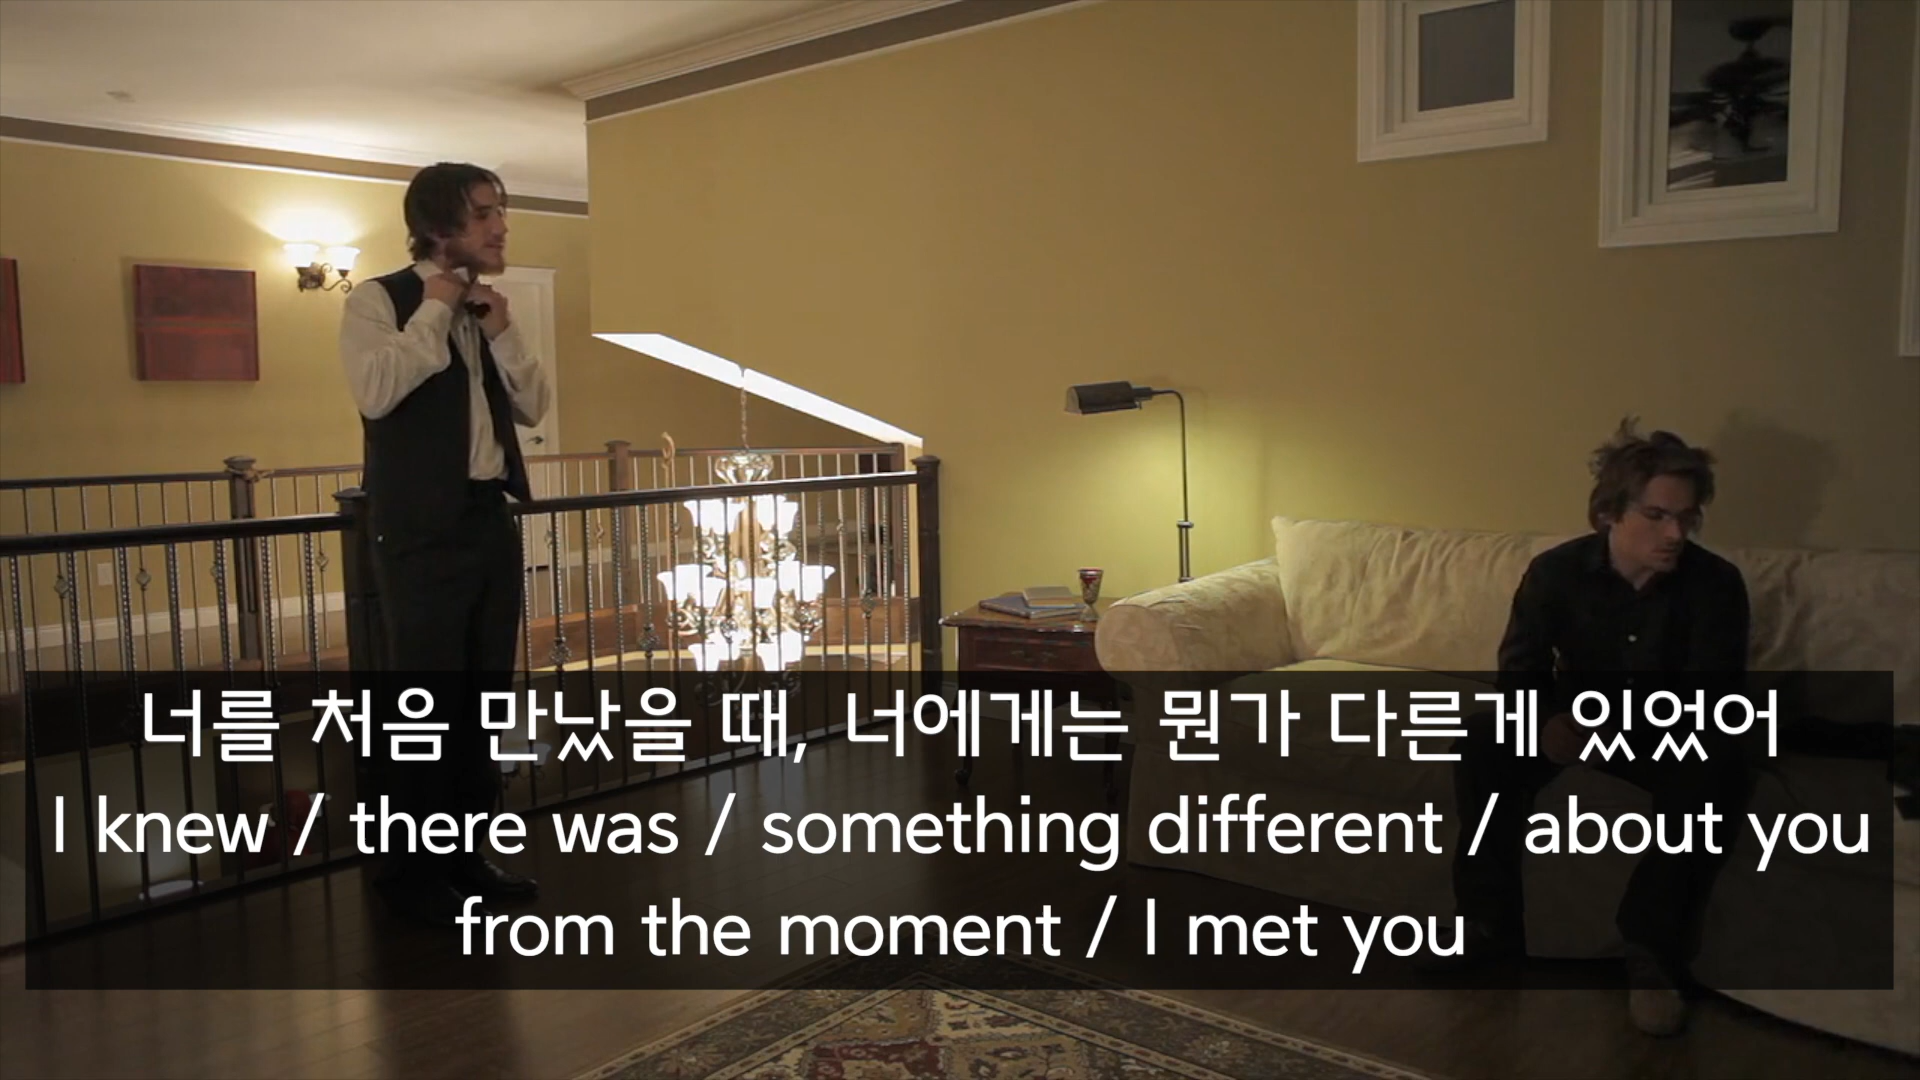 너를 처음 만났을 때, 너에게는 뭔가 다른게 있었어
I knew / there was / something different / about you
from the moment / I met you